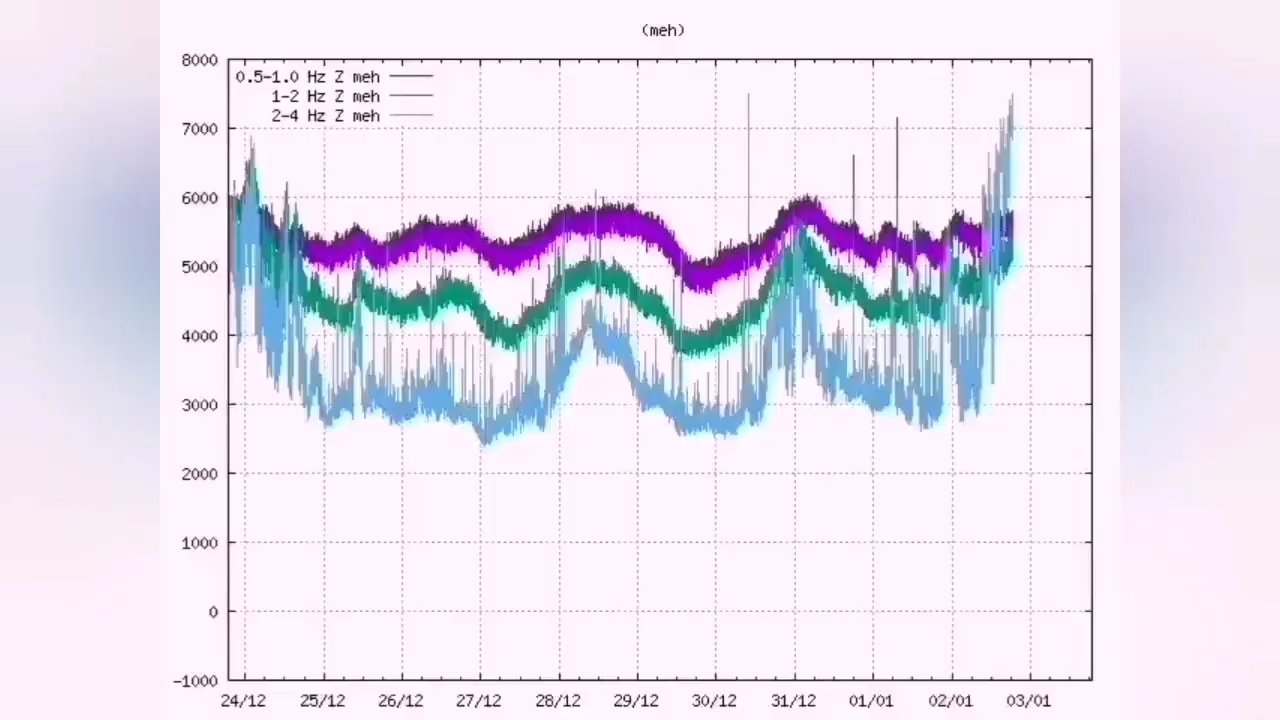 (meh)
8000
0.5-1.0 Hz Z meh
1-2 Hz Z meh
2-4 Hz Z meh
7000
6000
5000
4000
3000
2000
1000
0
-1000
24/12 25/12 26/12 27/12 28/12 29/12 30/12 31/12 01/01 02/01 03/01